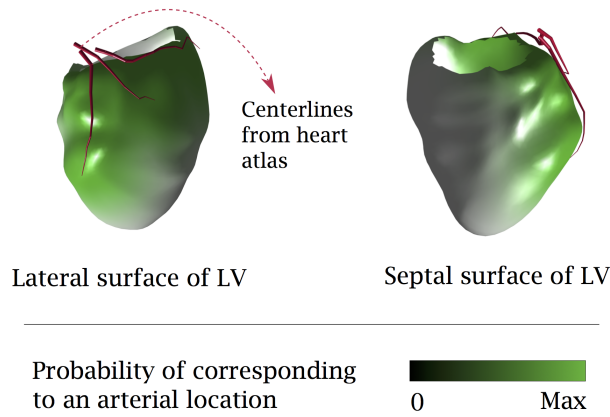 Centerlines
from heart
atlas
Lateral surface of LV
Septal surface of LV
Probability of corresponding
to an arterial location
0
Max